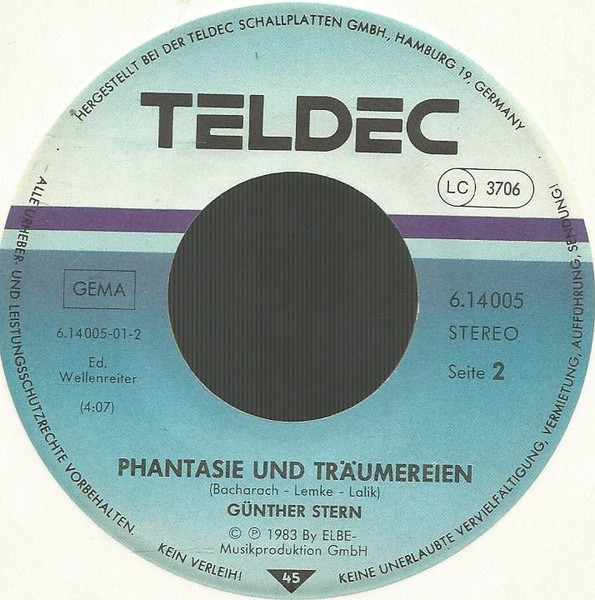 HERGESTELLT BEI DER TELDEC SCHALLPLATTEN GMBH., HAMBURG 19, GERMANY
TELDEC
LC 3706
GEMA
6.14005-01-2
Ed.
Wellenreiter
(4:07)
6.14005
STEREO
Seite 2
PHANTASIE UND TRÄUMEREIEN
(Bacharach - Lemke - Lalik)
GÜNTHER STERN
© ℗ 1983 By ELBE-
Musikproduktion GmbH
45
ALLE URHEBER- UND LEISTUNGSSCHUTZRECHTE VORBEHALTEN. KEIN VERLEIH! KEINE UNERLAUBTE VERVIELFÄLTIGUNG, VERMIETUNG, AUFFÜHRUNG, SENDUNG!